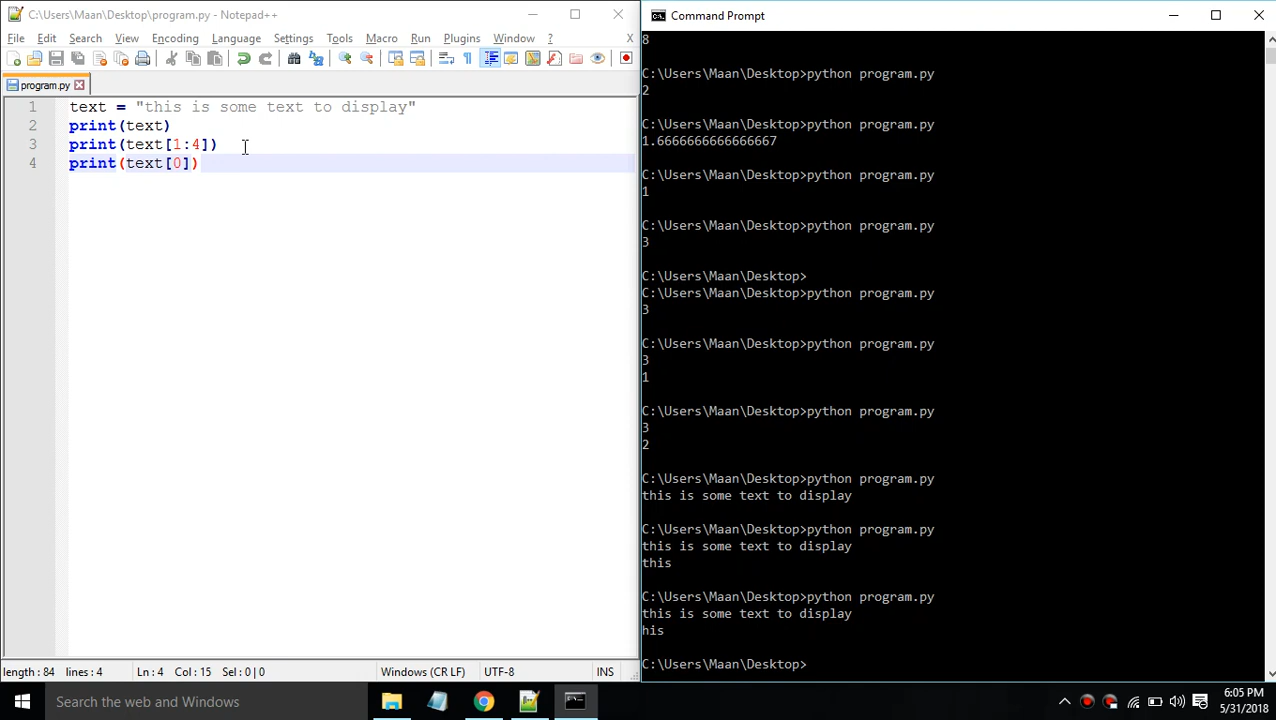 C:\Users\Maan\Desktop\program.py - Notepad++
File Edit Search View Encoding Language Settings Tools Macro Run Plugins Window ? X
program.py
1 text = "this is some text to display"
2 print(text)
3 print(text[1:4])
4 print(text[0])
length : 84 lines : 4 Ln : 4 Col : 15 Sel : 0 | 0 Windows (CR LF) UTF-8 INS
Command Prompt
8
C:\Users\Maan\Desktop>python program.py
2
C:\Users\Maan\Desktop>python program.py
1.6666666666666667
C:\Users\Maan\Desktop>python program.py
1
C:\Users\Maan\Desktop>python program.py
3
C:\Users\Maan\Desktop>
C:\Users\Maan\Desktop>python program.py
3
C:\Users\Maan\Desktop>python program.py
3
1
C:\Users\Maan\Desktop>python program.py
3
2
C:\Users\Maan\Desktop>python program.py
this is some text to display
C:\Users\Maan\Desktop>python program.py
this is some text to display
this
C:\Users\Maan\Desktop>python program.py
this is some text to display
his
C:\Users\Maan\Desktop>
Search the web and Windows
6:05 PM
5/31/2018